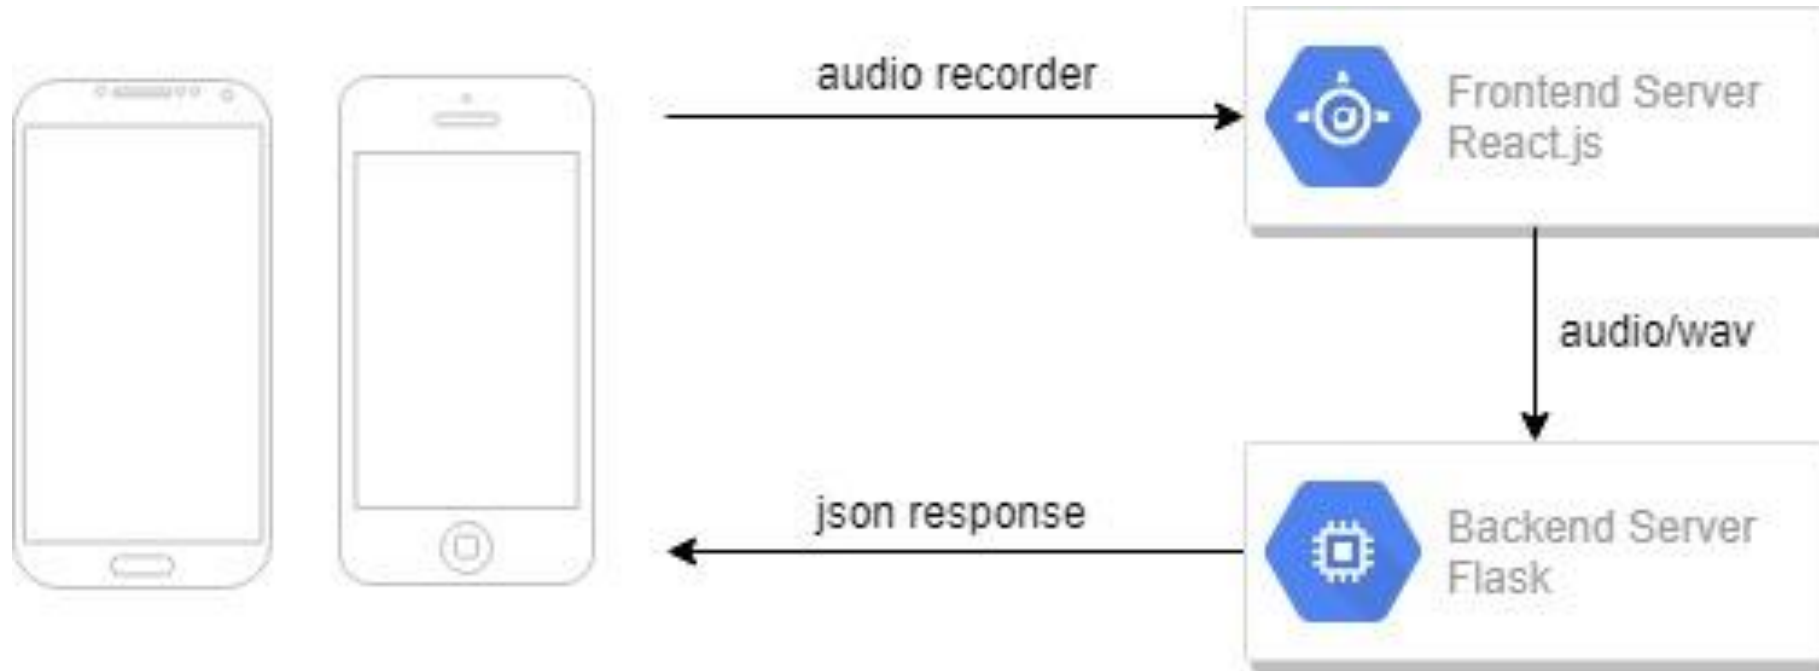 audio recorder
Frontend Server
React.js
audio/wav
json response
Backend Server
Flask